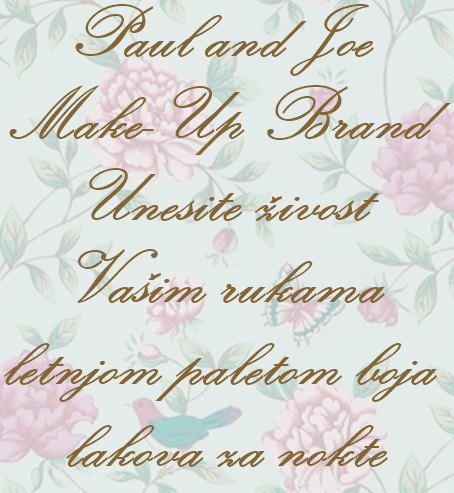 Paul and Joe
Make-Up Brand
Unesite živost
Vašim rukama
letnjom paletom boja
lakova za nokte